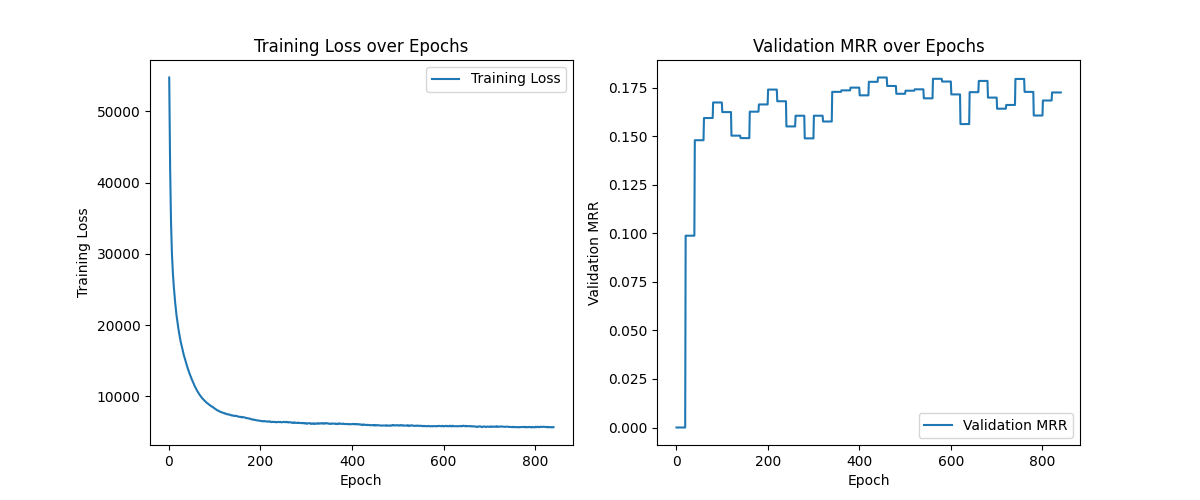 Training Loss over Epochs
Training Loss
50000
40000
30000
20000
10000
Training Loss
0 200 400 600 800
Epoch
Validation MRR over Epochs
0.175
0.150
0.125
0.100
0.075
0.050
0.025
0.000
Validation MRR
Validation MRR
0 200 400 600 800
Epoch